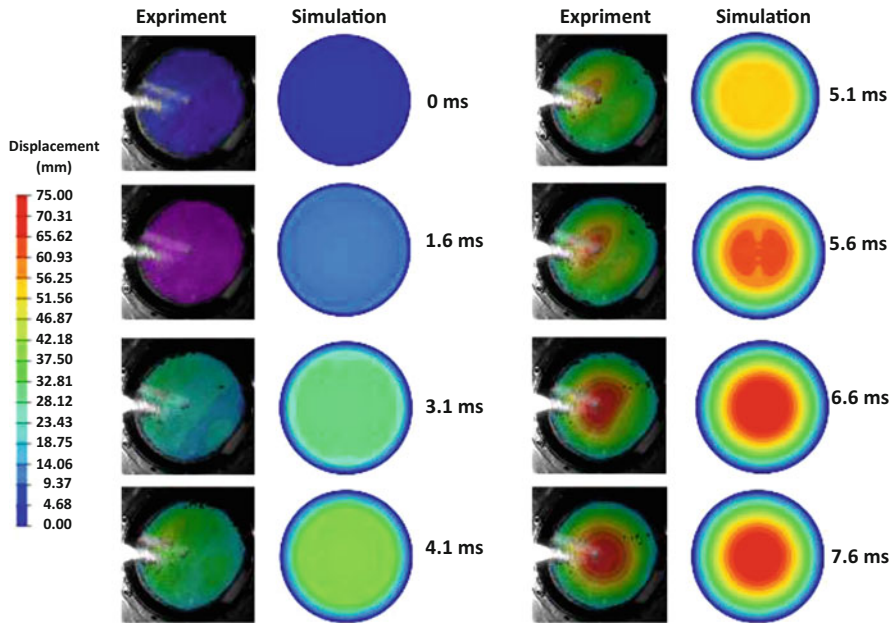 Expriment
Simulation
Expriment
Simulation
0 ms
5.1 ms
Displacement
(mm)
75.00
70.31
65.62
60.93
56.25
51.56
46.87
42.18
37.50
32.81
28.12
23.43
18.75
14.06
9.37
4.68
0.00
1.6 ms
5.6 ms
3.1 ms
6.6 ms
4.1 ms
7.6 ms